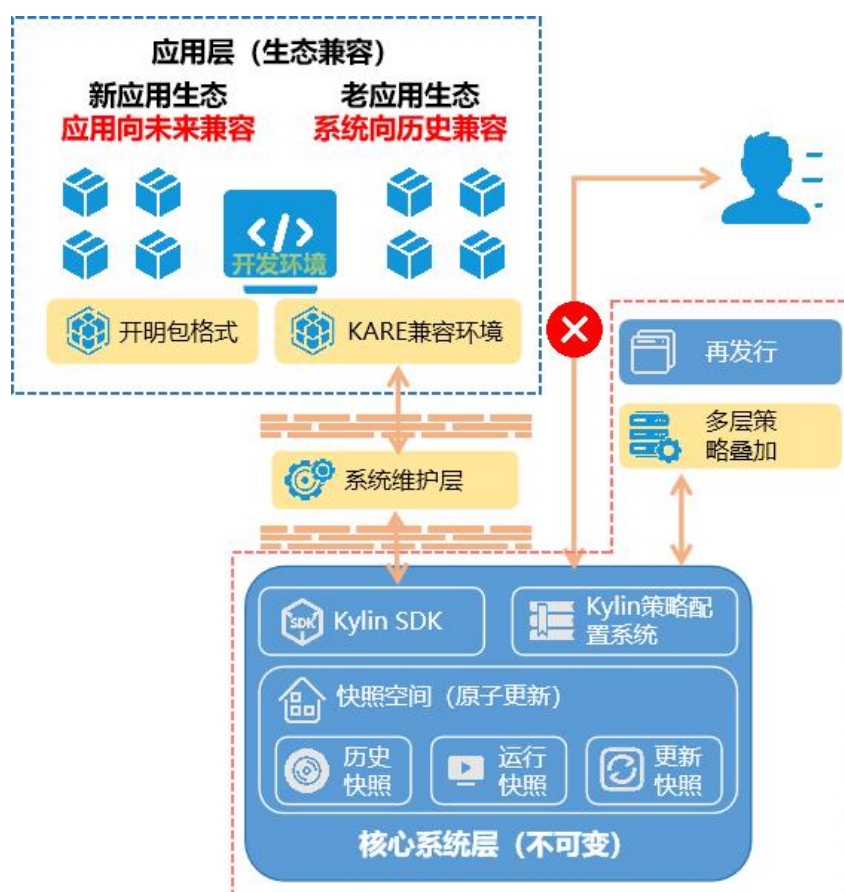 应用层（生态兼容）
新应用生态
应用向未来兼容
老应用生态
系统向历史兼容
</>
开发环境
开明包格式
KARE兼容环境
再发行
多层策
略叠加
系统维护层
SDK
Kylin SDK
Kylin策略配
置系统
快照空间（原子更新）
历史
快照
运行
快照
更新
快照
核心系统层（不可变）